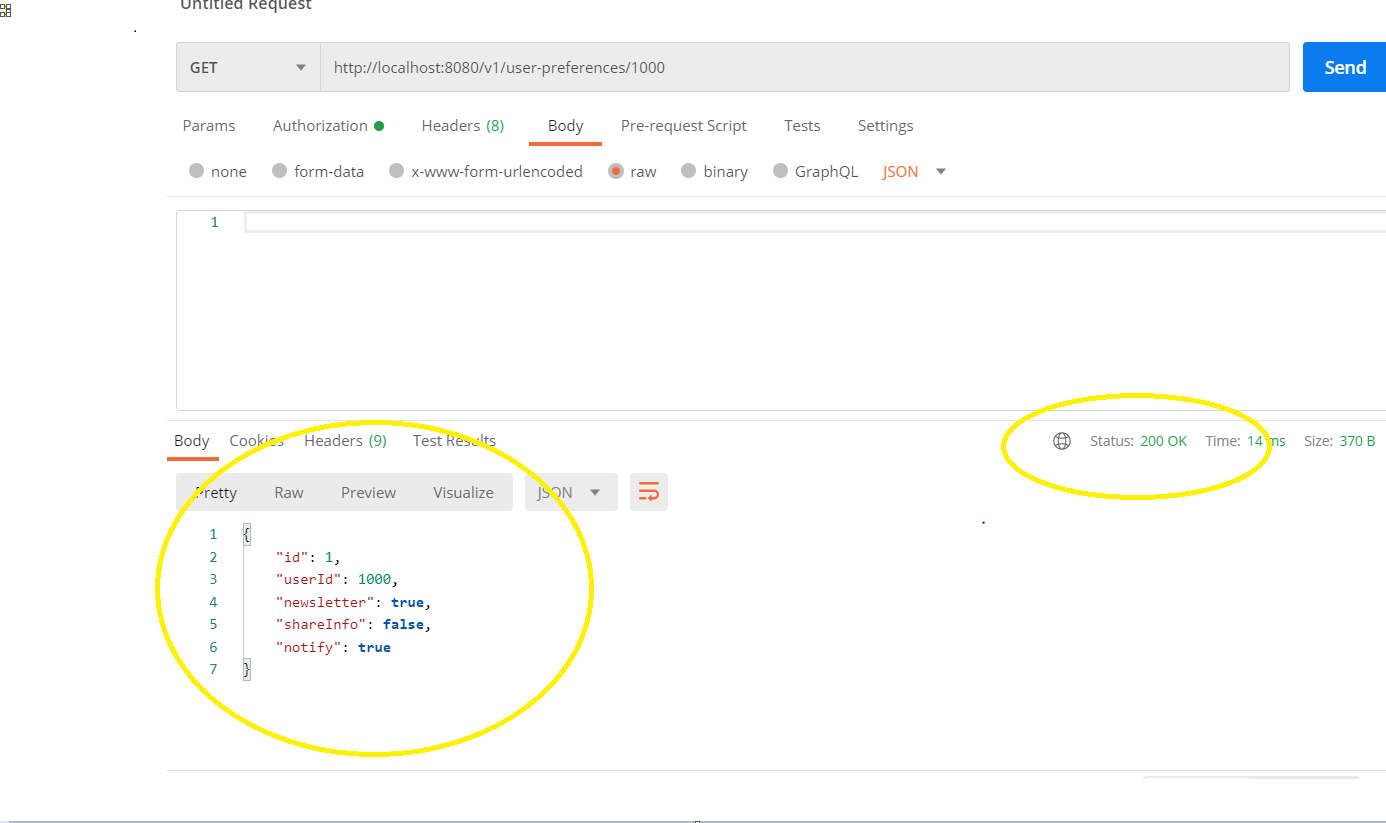 Untitled Request
GET http://localhost:8080/v1/user-preferences/1000 Send
Params Authorization Headers (8) Body Pre-request Script Tests Settings
none form-data x-www-form-urlencoded raw binary GraphQL JSON
1
Body Cookies Headers (9) Test Results Status: 200 OK Time: 14 ms Size: 370 B
Pretty Raw Preview Visualize JSON
1 {
2 "id": 1,
3 "userId": 1000,
4 "newsletter": true,
5 "shareInfo": false,
6 "notify": true
7 }